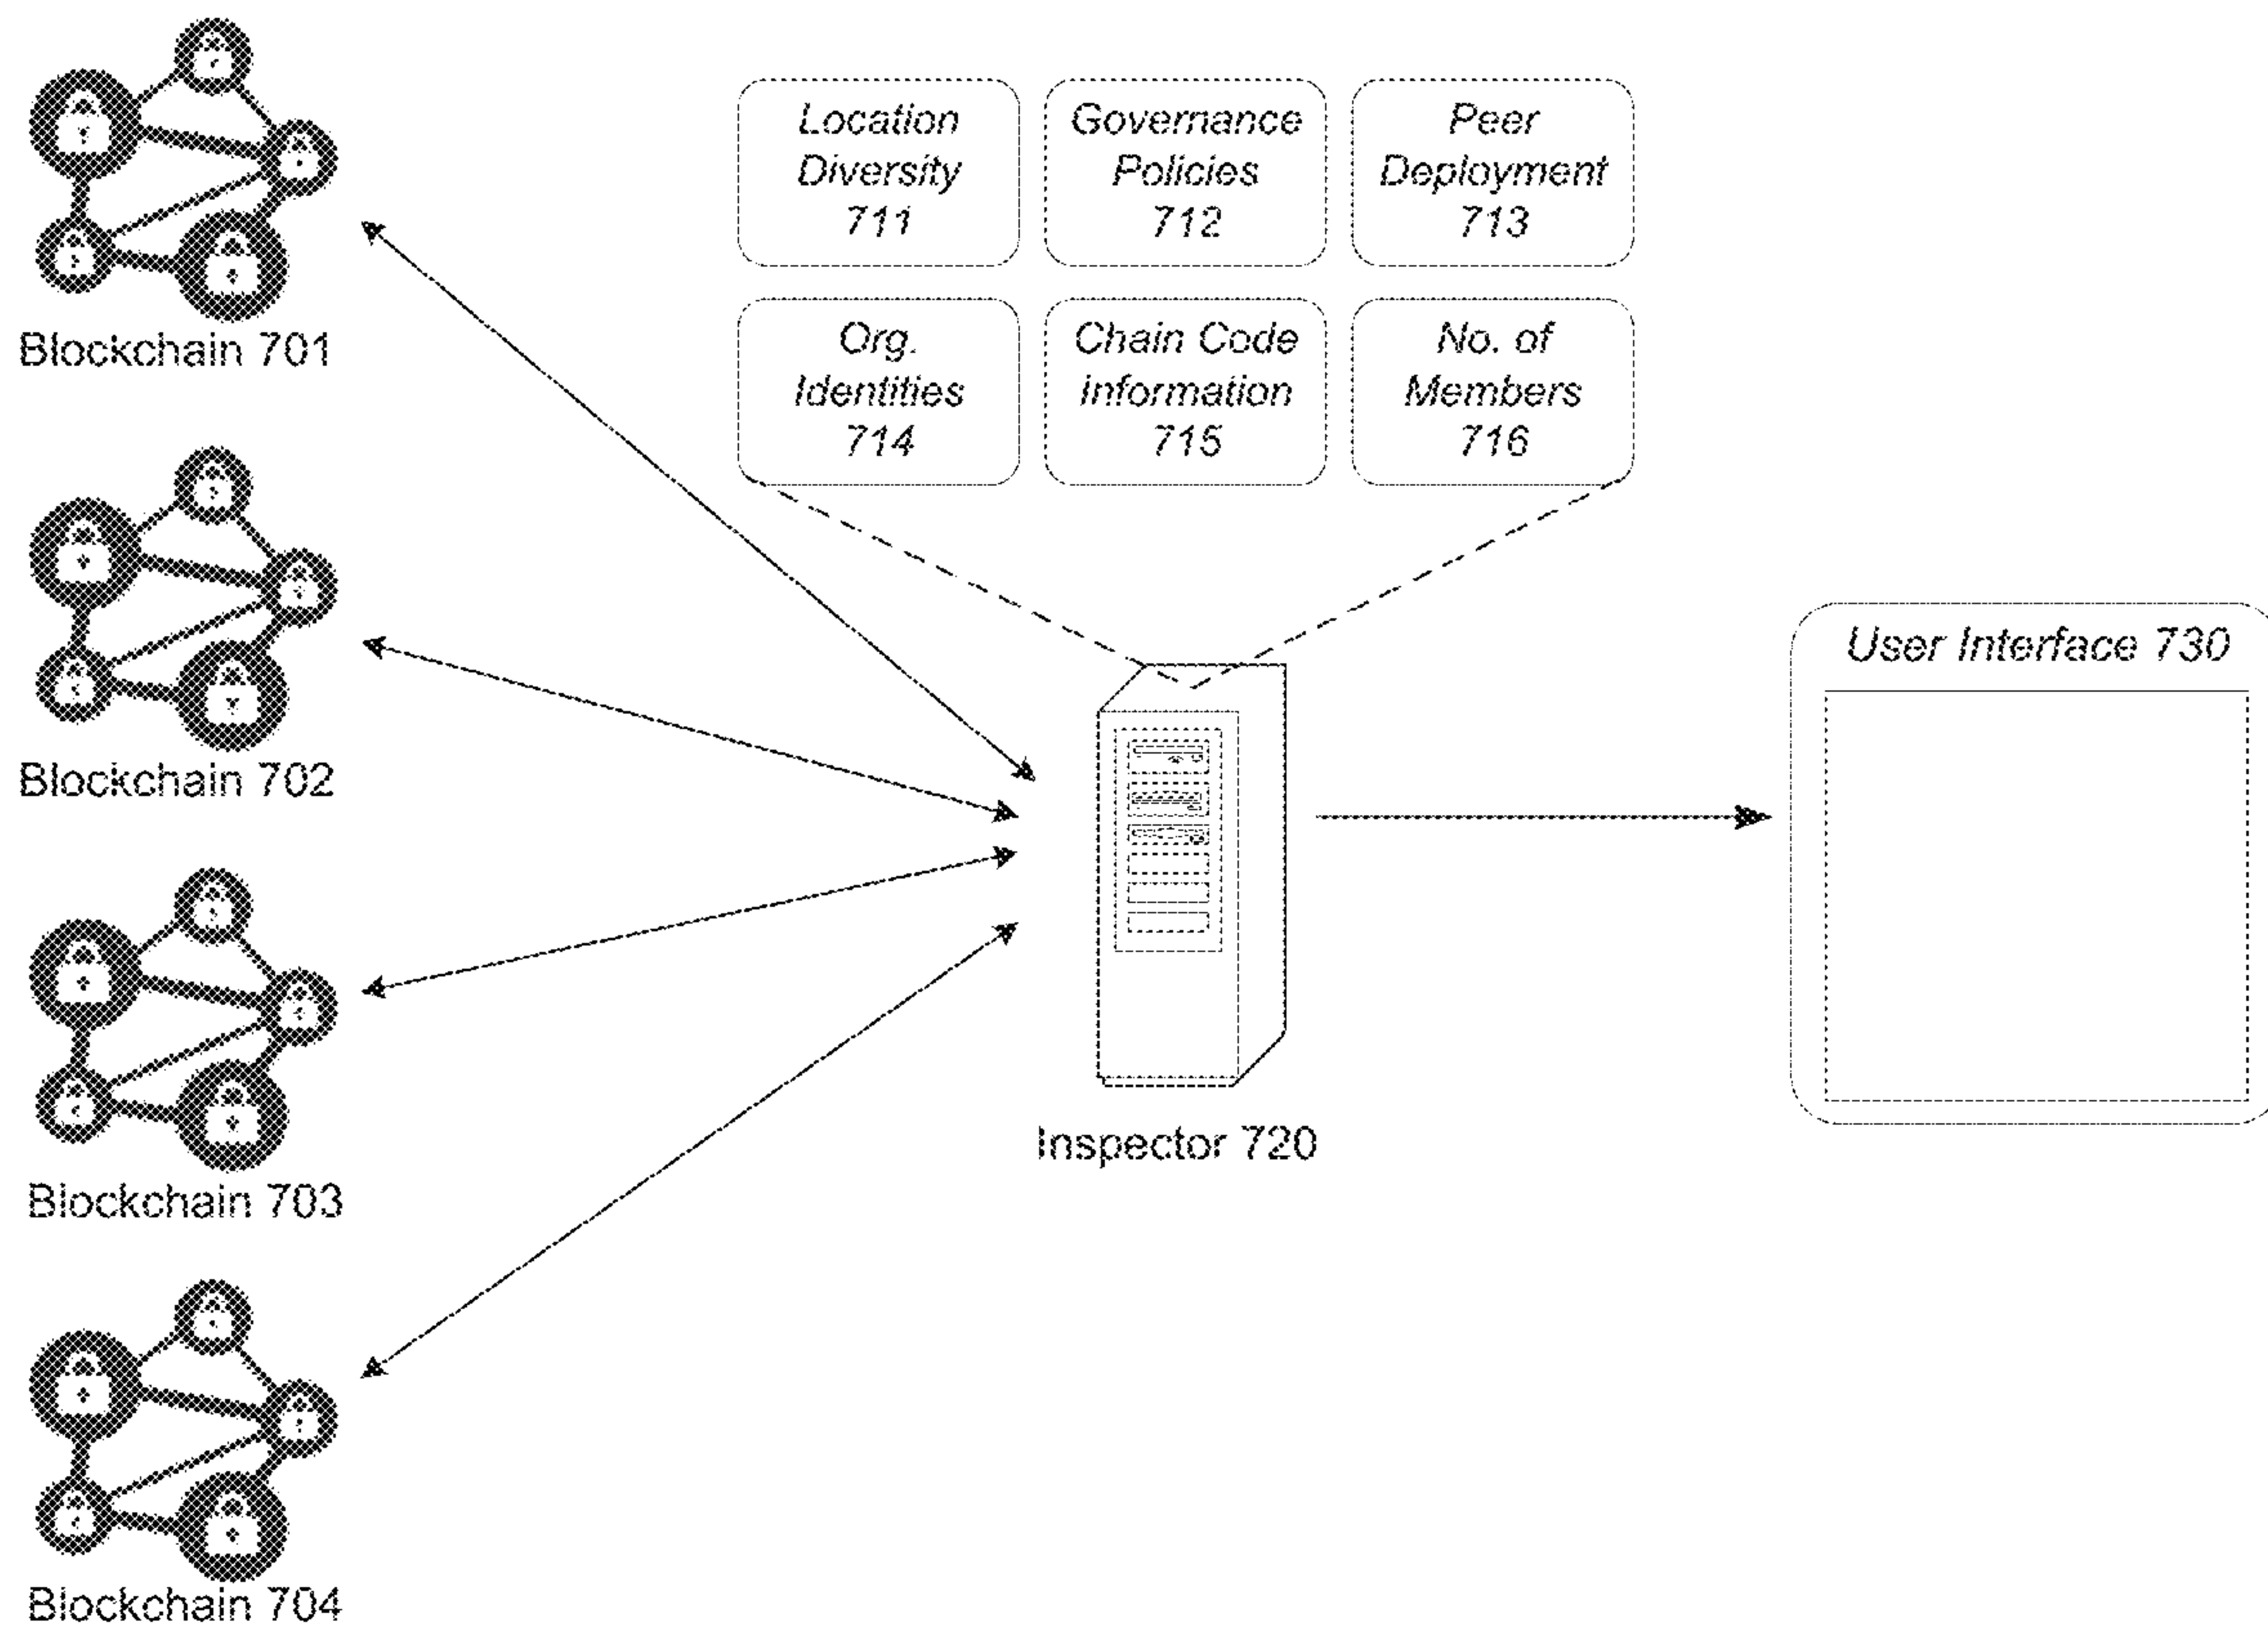 Location
Diversity
711
Governance
Policies
712
Peer
Deployment
713
Org.
Identities
714
Chain Code
Information
715
No. of
Members
716
Blockchain 701
Blockchain 702
Blockchain 703
Blockchain 704
Inspector 720
User Interface 730